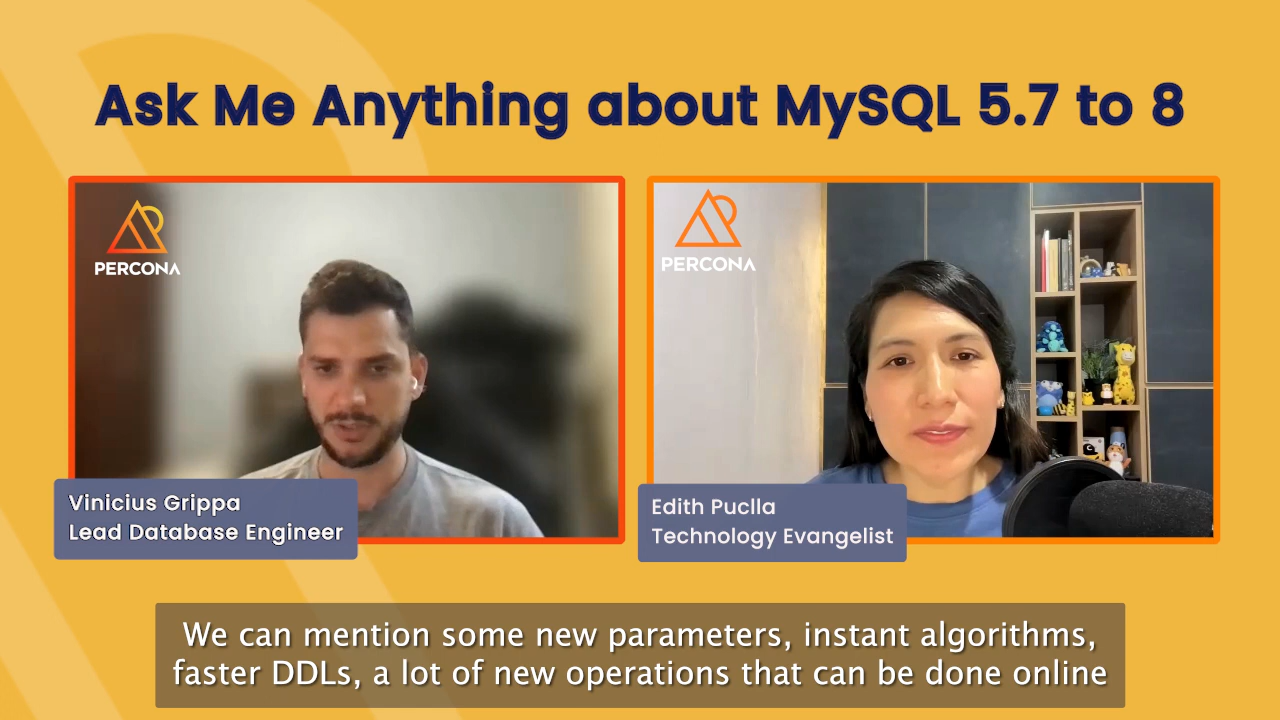 Ask Me Anything about MySQL 5.7 to 8
PERCONA
PERCONA
Vinicius Grippa
Lead Database Engineer
Edith Puclla
Technology Evangelist
We can mention some new parameters, instant algorithms,
faster DDLs, a lot of new operations that can be done online